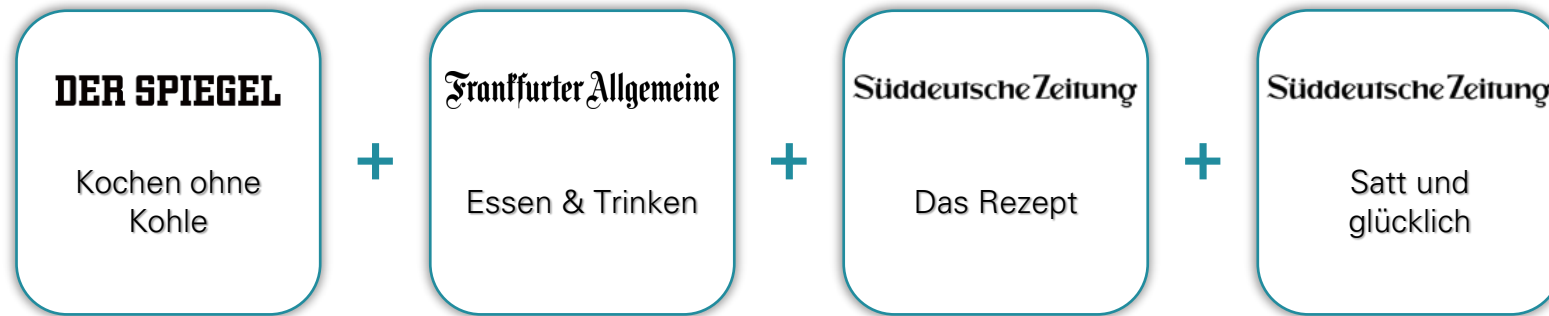 DER SPIEGEL
Kochen ohne
Kohle
+
Frankfurter Allgemeine
Essen & Trinken
+
Süddeutsche Zeitung
Das Rezept
+
Süddeutsche Zeitung
Satt und
glücklich